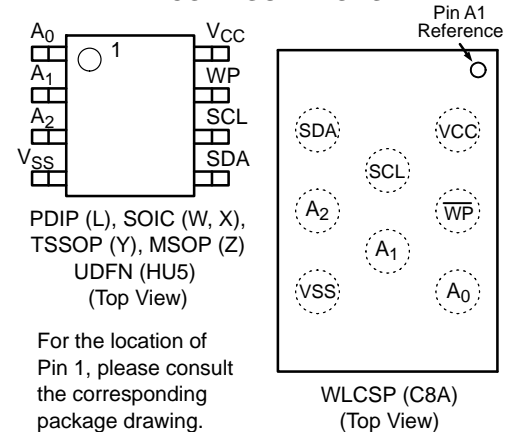 A0
1
VCC
A1
WP
A2
SCL
VSS
SDA
PDIP (L), SOIC (W, X),
TSSOP (Y), MSOP (Z)
UDFN (HU5)
(Top View)
For the location of
Pin 1, please consult
the corresponding
package drawing.
Pin A1
Reference
SDA
VCC
SCL
A2
WP
A1
VSS
A0
WLCSP (C8A)
(Top View)